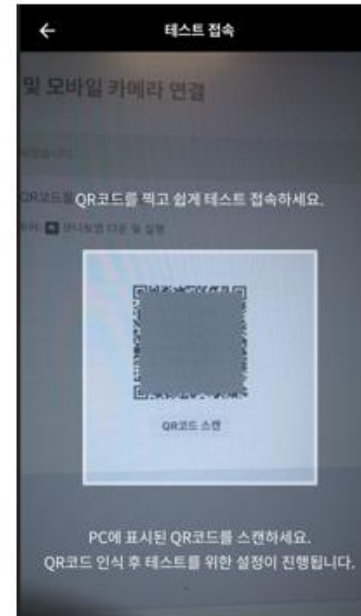 테스트 접속
및 모바일 카메라 연결
QR코드를 찍고 쉽게 테스트 접속하세요.
QR코드 스캔
PC에 표시된 QR코드를 스캔하세요.
QR코드 인식 후 테스트를 위한 설정이 진행됩니다.